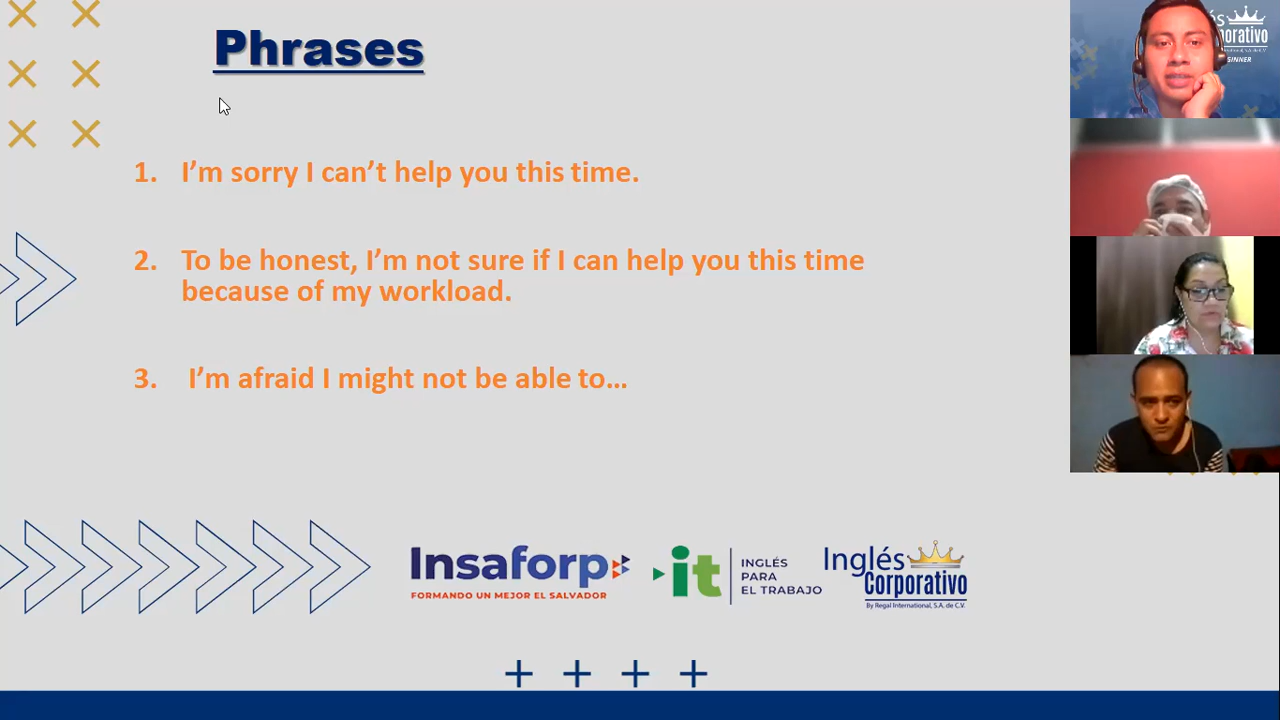 Phrases
1. I'm sorry I can't help you this time.
2. To be honest, I'm not sure if I can help you this time
because of my workload.
3. I'm afraid I might not be able to...
Insaforp
FORMANDO UN MEJOR EL SALVADOR
it
INGLÉS
PARA
EL TRABAJO
Inglés
Corporativo
By Regal International, S.A. de C.V.